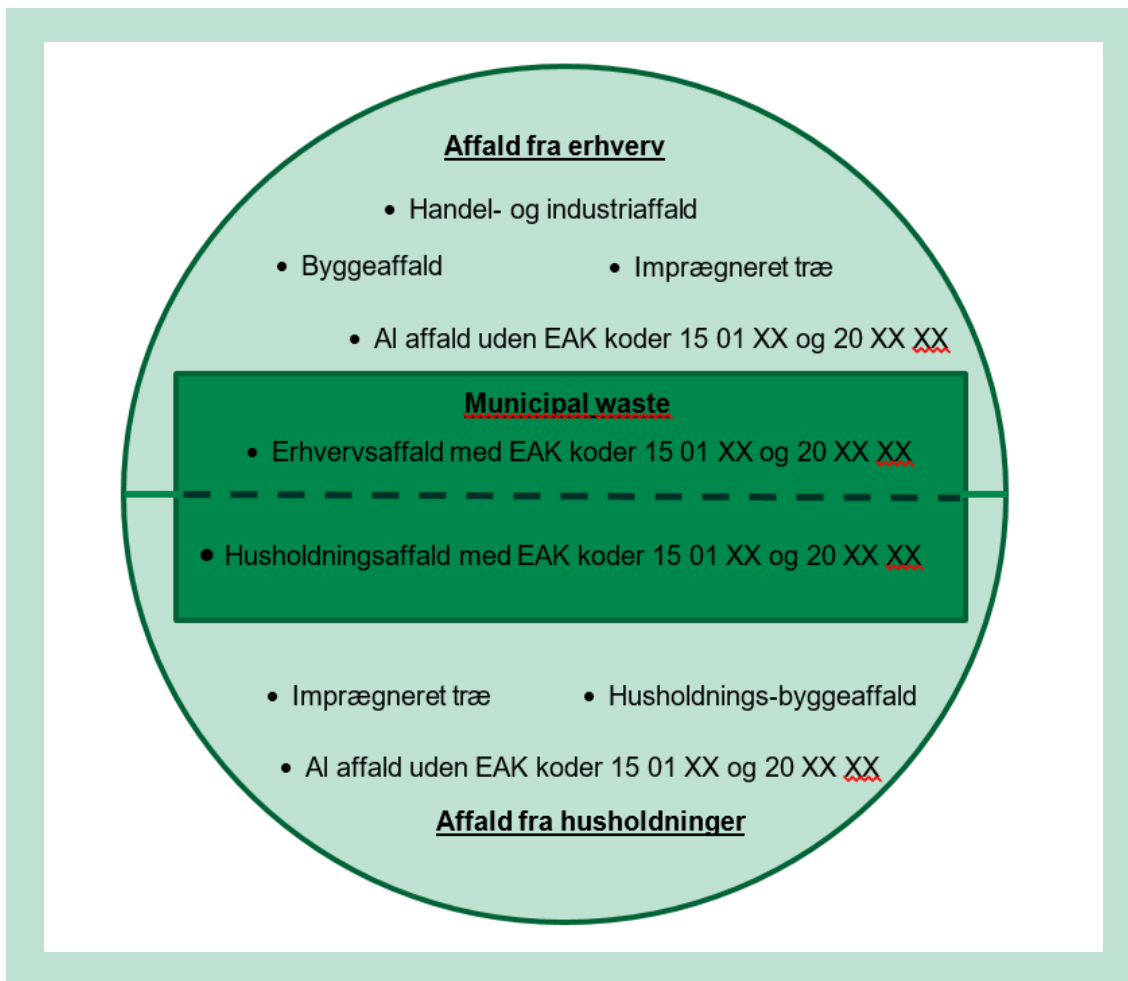 Affald fra erhverv
• Handel- og industriaffald
• Byggeaffald
• Imprægneret træ
• Al affald uden EAK koder 15 01 XX og 20 XX XX
Municipal waste
• Erhvervsaffald med EAK koder 15 01 XX og 20 XX XX
• Husholdningsaffald med EAK koder 15 01 XX og 20 XX XX
• Imprægneret træ
• Husholdnings-byggeaffald
• Al affald uden EAK koder 15 01 XX og 20 XX XX
Affald fra husholdninger